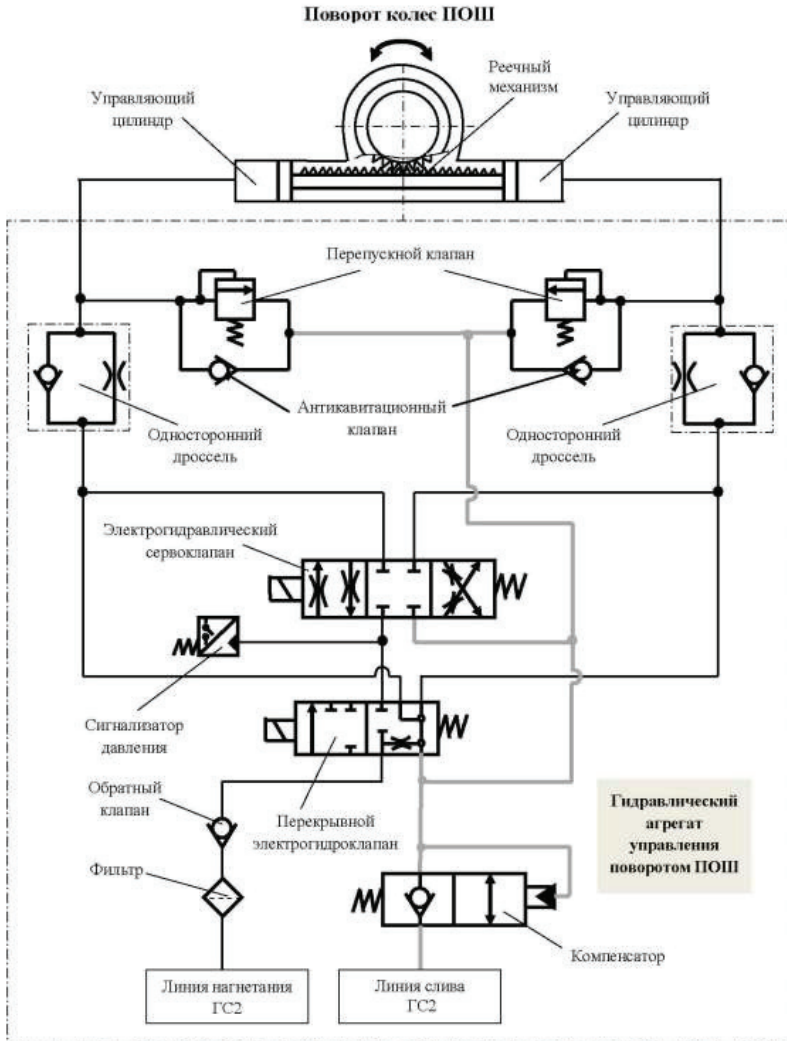 Поворот колес ПОШ
Реечный
механизм
Управляющий
цилиндр
Управляющий
цилиндр
Перепускной клапан
Антикавитационный
клапан
Односторонний
дроссель
Односторонний
дроссель
Электрогидравлический
сервоклапан
Сигнализатор
давления
Обратный
клапан
Перекрывной
электрогидроклапан
Гидравлический
агрегат
управления
поворотом ПОШ
Фильтр
Компенсатор
Линия нагнетания
ГС2
Линия слива
ГС2